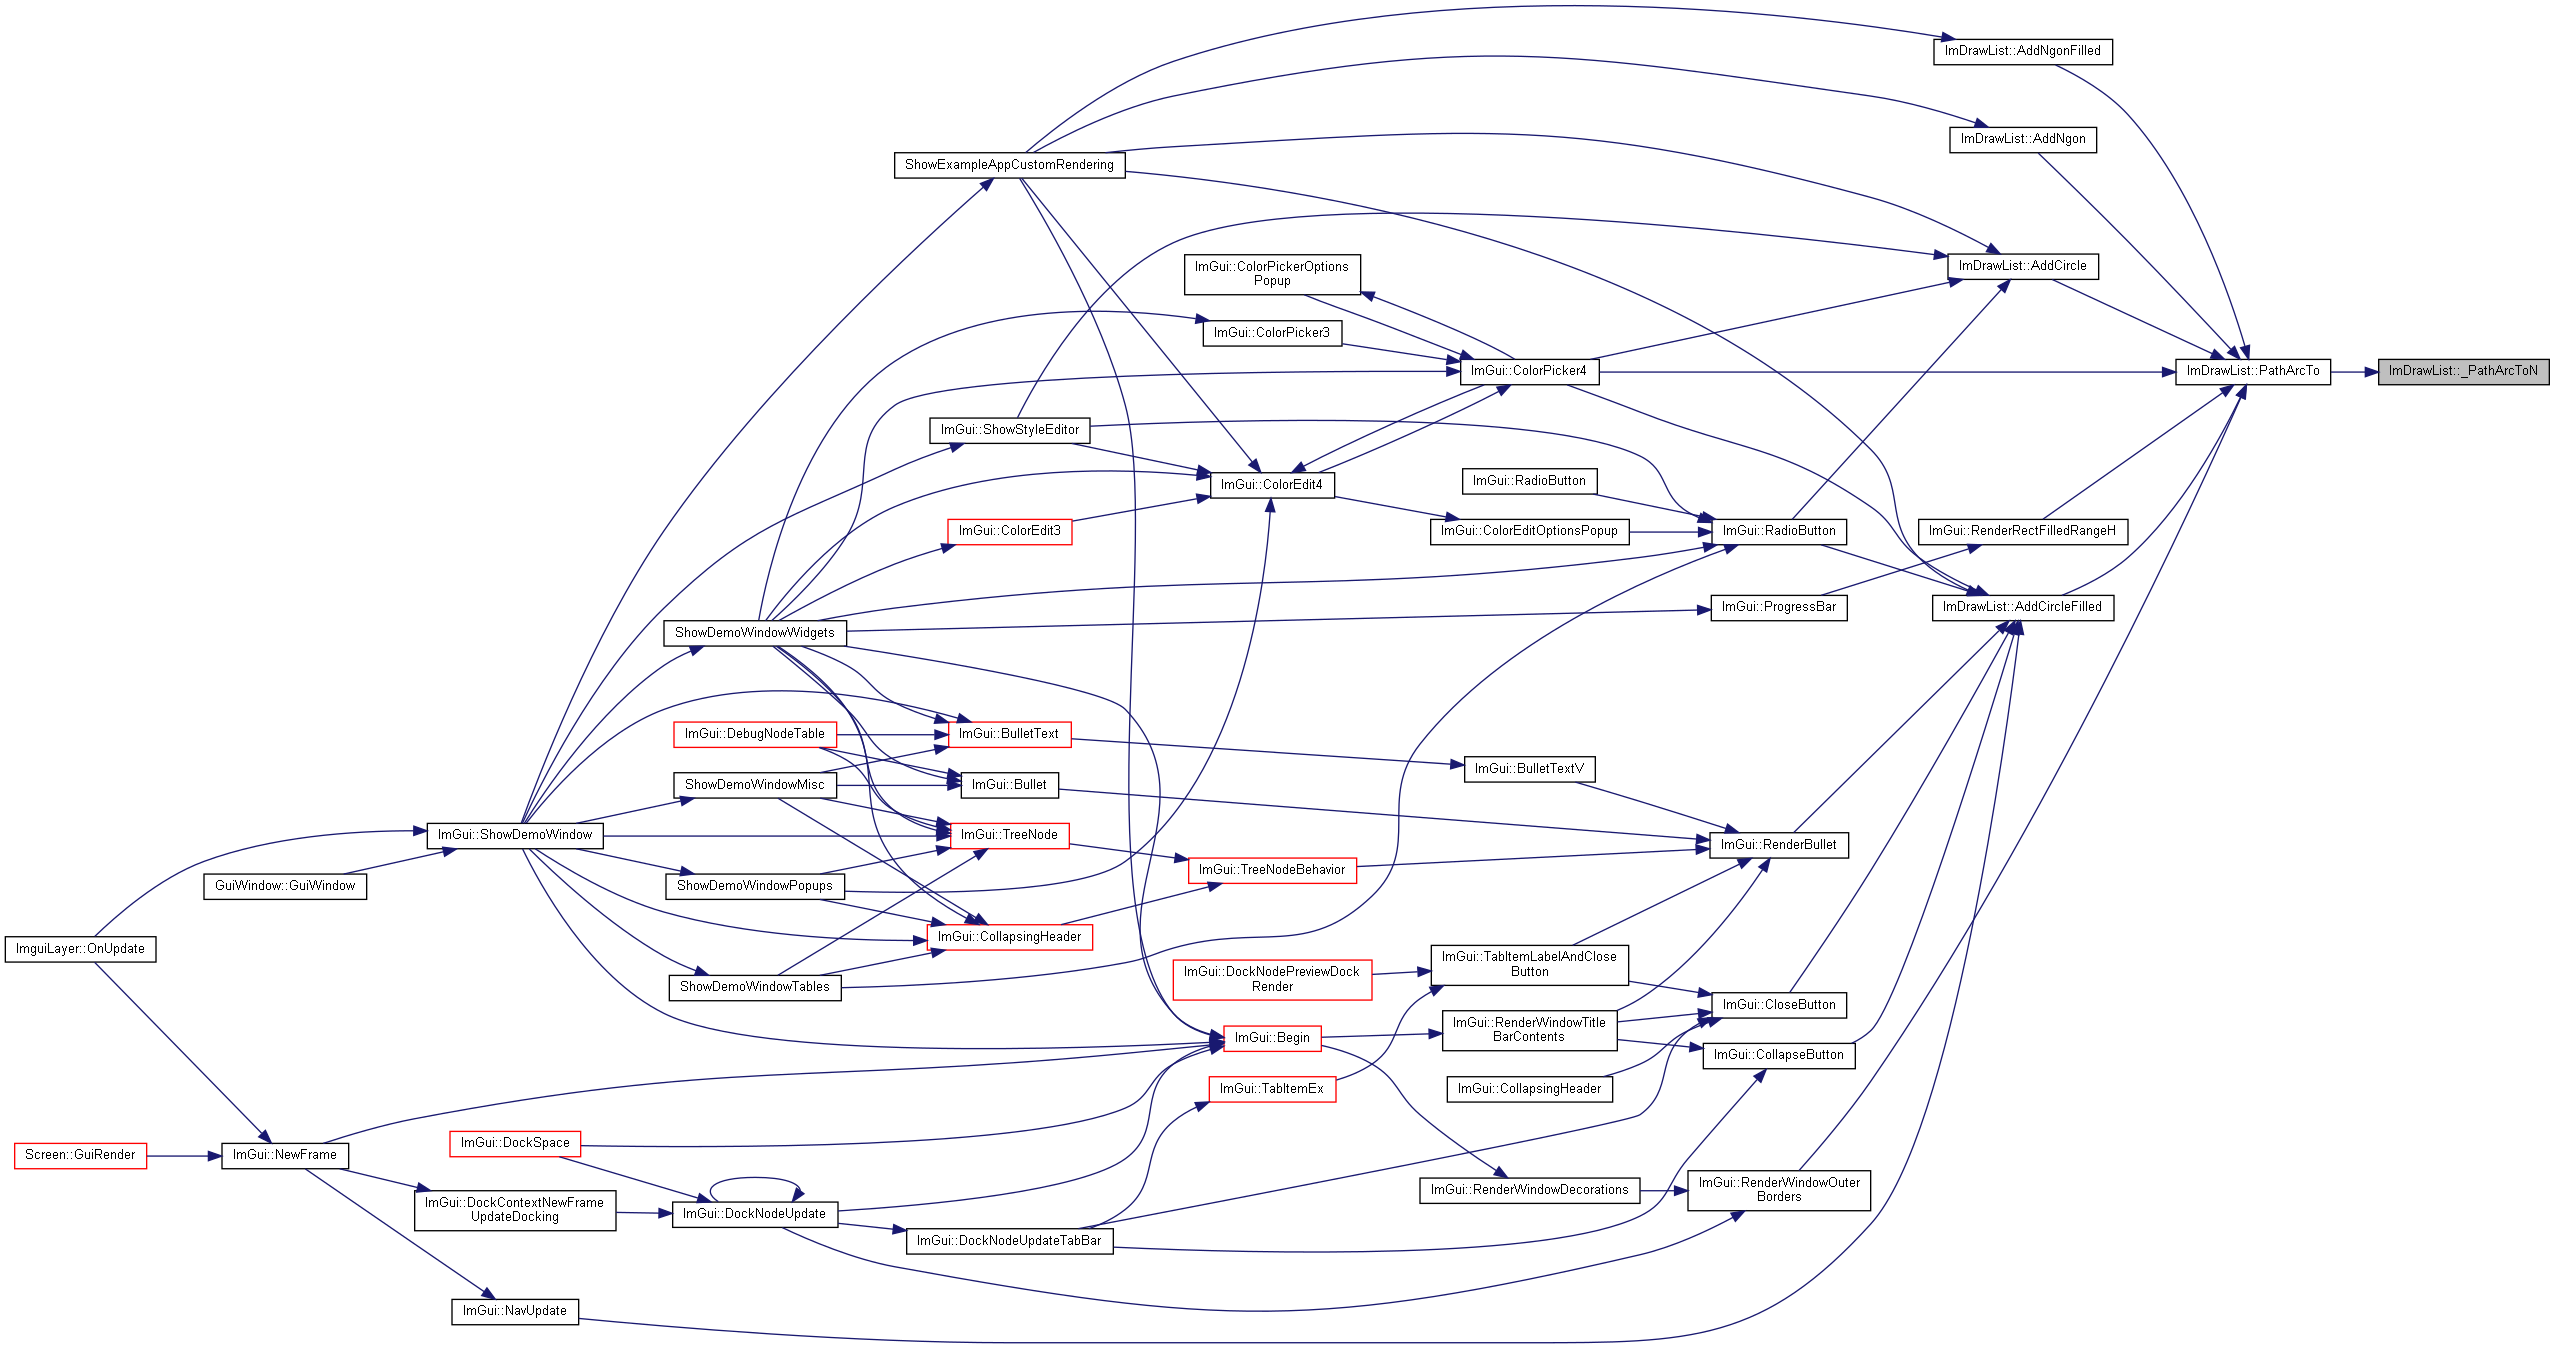 ImDrawList::AddNgonFilled
ImDrawList::AddNgon
ShowExampleAppCustomRendering
ImGui::ColorPickerOptions
Popup
ImDrawList::AddCircle
ImGui::ColorPicker3
ImGui::ColorPicker4
ImDrawList::PathArcTo
ImDrawList::_PathArcToN
ImGui::ShowStyleEditor
ImGui::RadioButton
ImGui::ColorEdit4
ImGui::ColorEdit3
ImGui::ColorEditOptionsPopup
ImGui::RadioButton
ImGui::RenderRectFilledRangeH
ImGui::ProgressBar
ImDrawList::AddCircleFilled
ShowDemoWindowWidgets
ImGui::DebugNodeTable
ImGui::BulletText
ImGui::BulletTextV
ShowDemoWindowMisc
ImGui::Bullet
ImGui::ShowDemoWindow
ImGui::TreeNode
ImGui::RenderBullet
ImGui::TreeNodeBehavior
GuiWindow::GuiWindow
ShowDemoWindowPopups
ImguiLayer::OnUpdate
ImGui::CollapsingHeader
ImGui::TabItemLabelAndClose
Button
ImGui::DockNodePreviewDock
Render
ShowDemoWindowTables
ImGui::CloseButton
ImGui::RenderWindowTitle
BarContents
ImGui::Begin
ImGui::CollapseButton
ImGui::TabItemEx
ImGui::CollapsingHeader
ImGui::DockSpace
Screen::GuiRender
ImGui::NewFrame
ImGui::RenderWindowDecorations
ImGui::RenderWindowOuter
Borders
ImGui::DockContextNewFrame
UpdateDocking
ImGui::DockNodeUpdate
ImGui::DockNodeUpdateTabBar
ImGui::NavUpdate